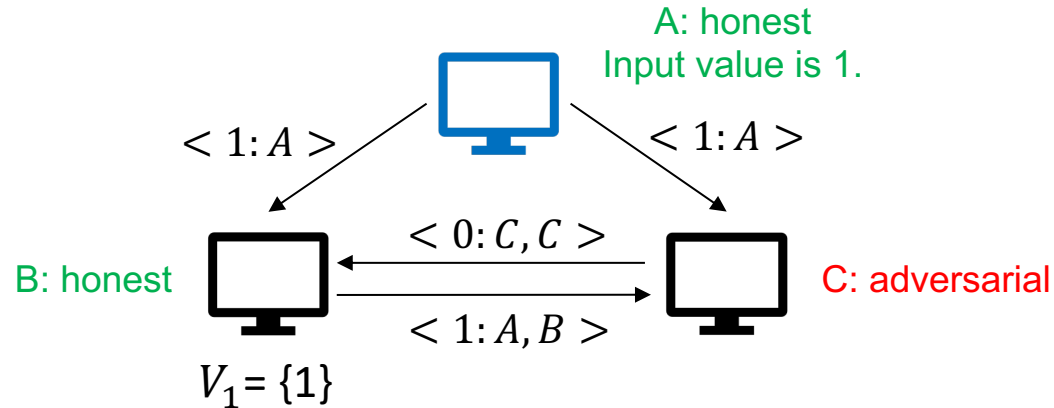 A: honest
Input value is 1.
< 1: A >
< 1: A >
< 0: C, C >
B: honest
C: adversarial
< 1: A, B >
V₁= {1}